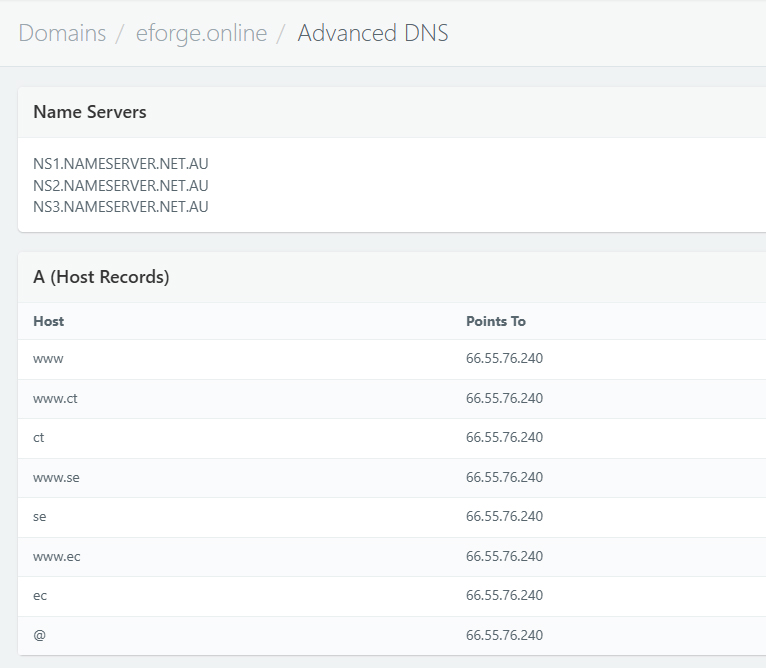 Domains / eforge.online / Advanced DNS
Name Servers
NS1.NAMESERVER.NET.AU
NS2.NAMESERVER.NET.AU
NS3.NAMESERVER.NET.AU
A (Host Records)
Host Points To
www 66.55.76.240
www.ct 66.55.76.240
ct 66.55.76.240
www.se 66.55.76.240
se 66.55.76.240
www.ec 66.55.76.240
ec 66.55.76.240
@ 66.55.76.240